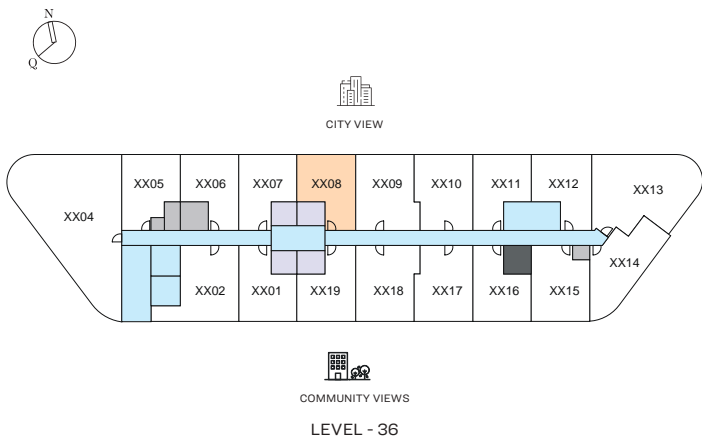 N
Q
CITY VIEW
XX05 XX06 XX07 XX08 XX09 XX10 XX11 XX12 XX13
XX04
XX14
XX02 XX01 XX19 XX18 XX17 XX16 XX15
COMMUNITY VIEWS
LEVEL - 36